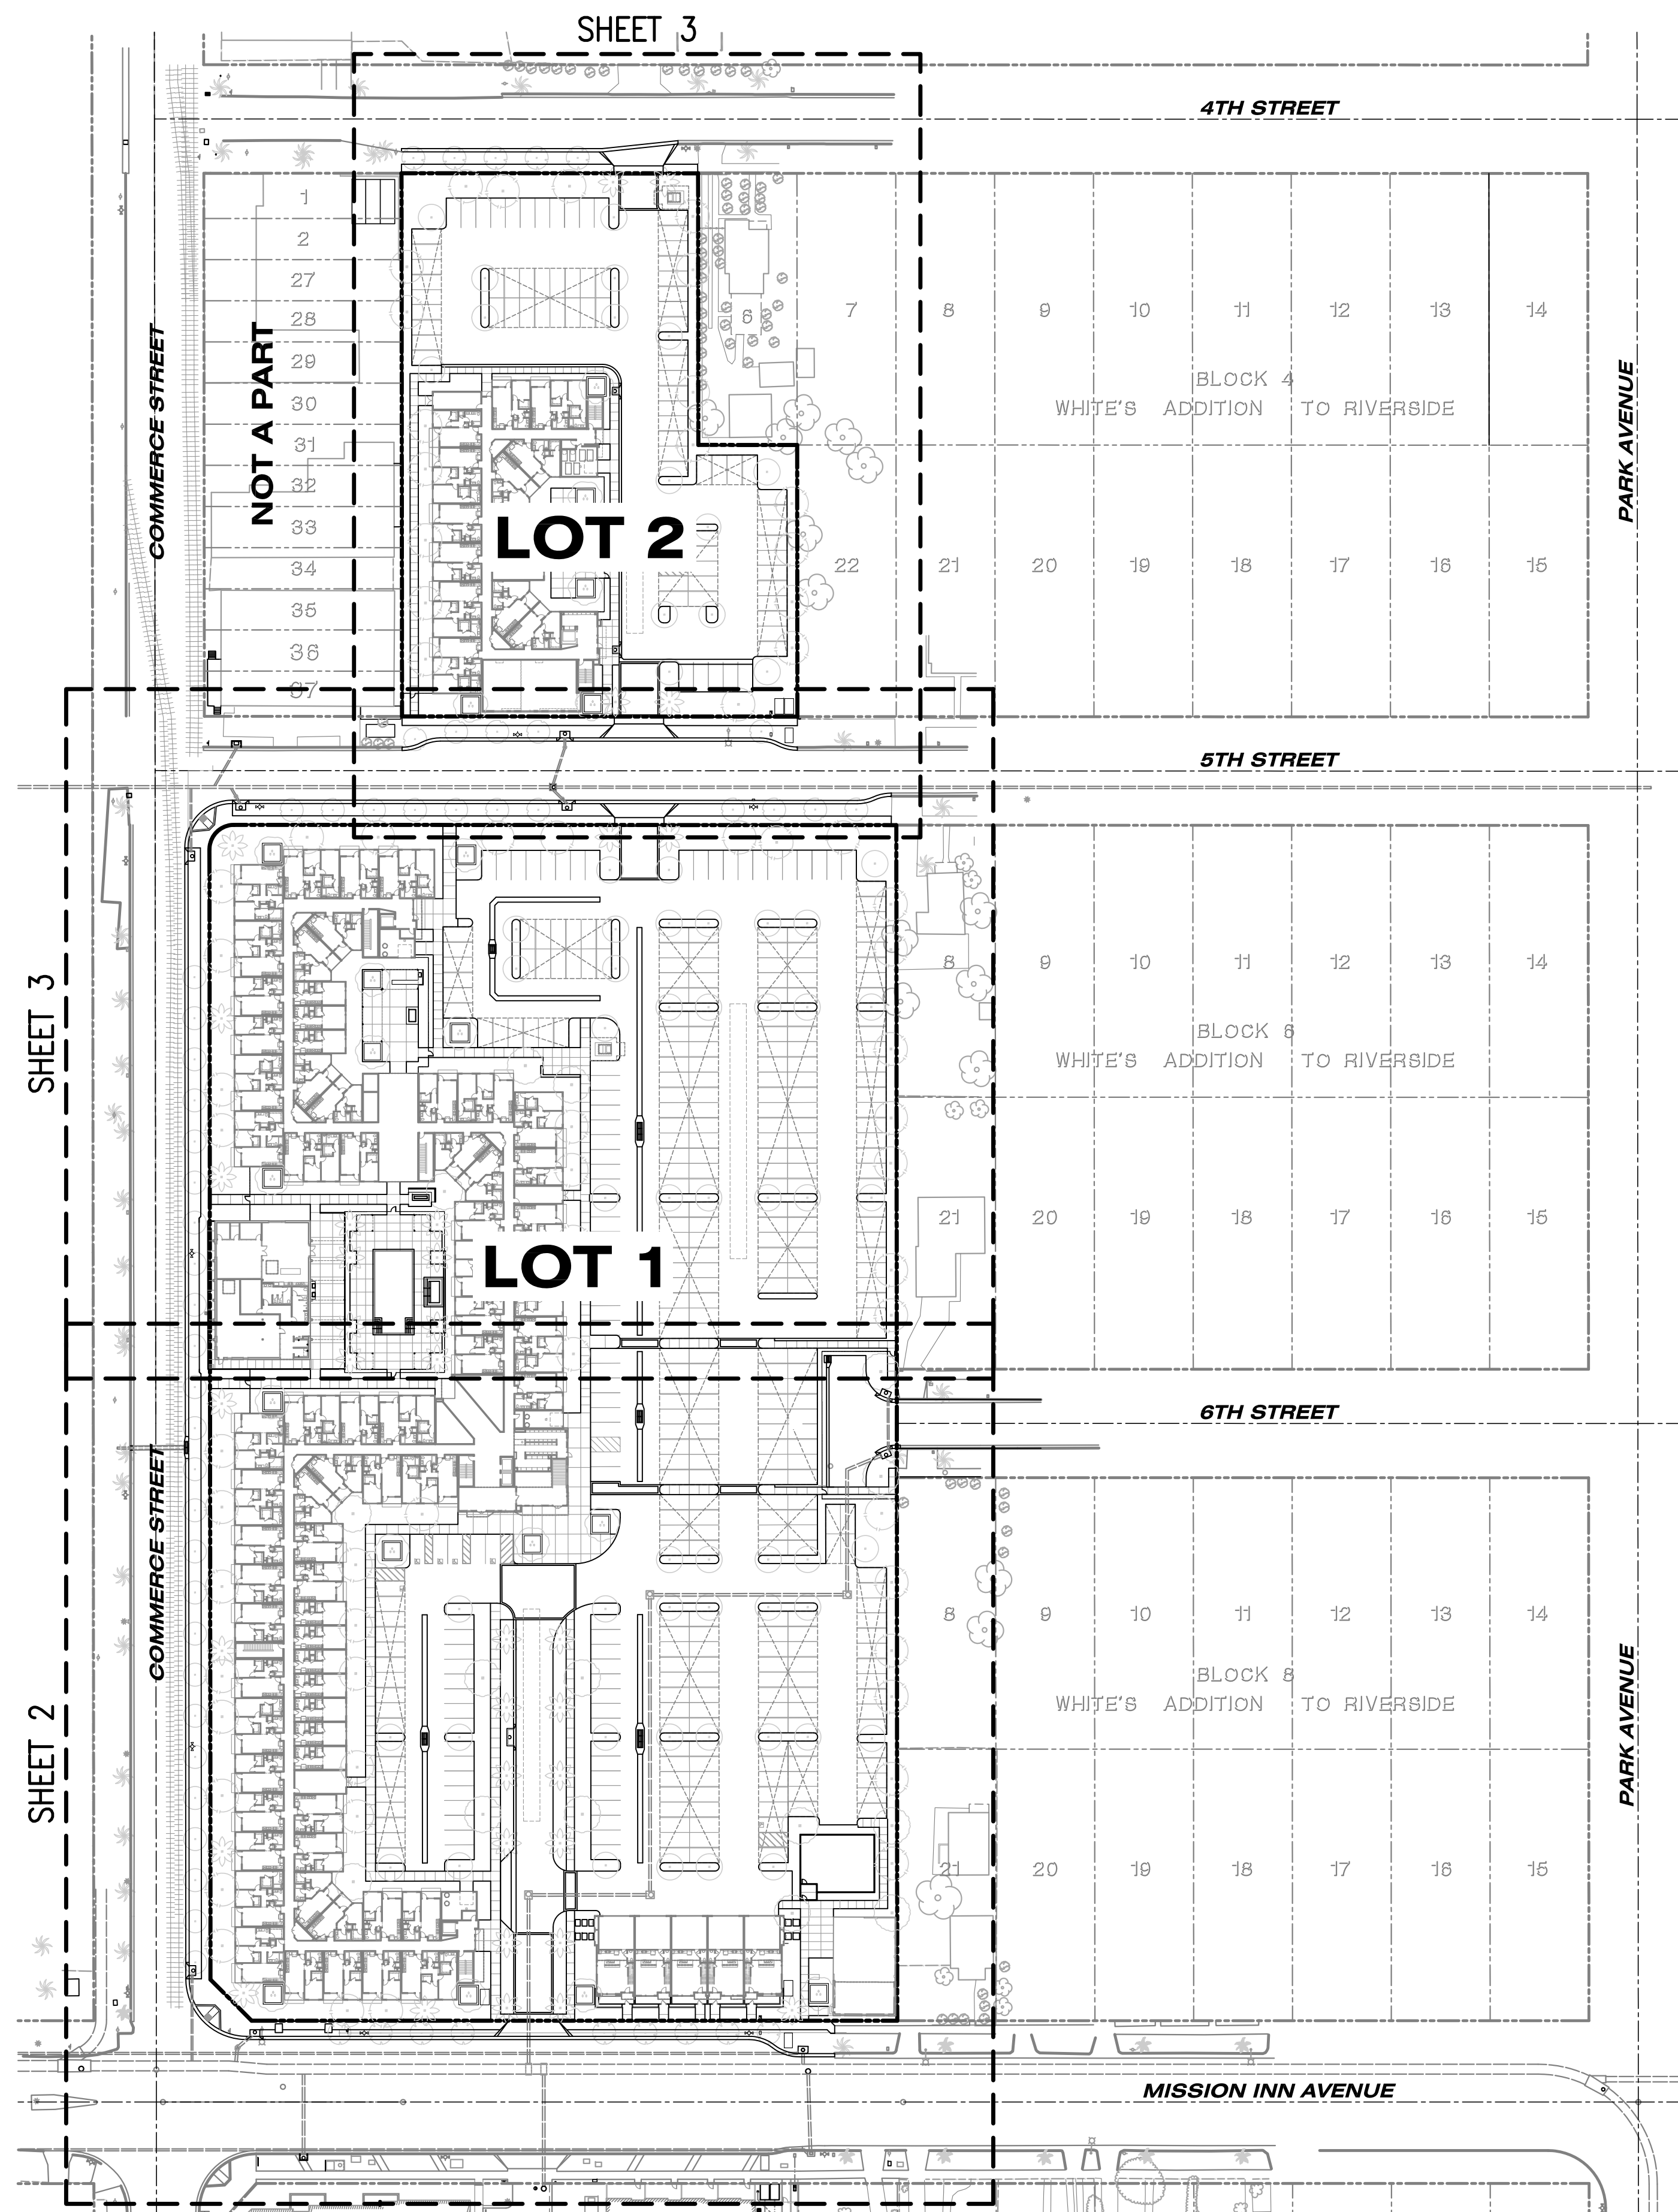 SHEET 3
4TH STREET
1
2
27
28
29
30
31
32
33
34
35
36
37
NOT A PART
COMMERCE STREET
LOT 2
6
7
8
9
10
11
12
13
14
BLOCK 4
WHITE'S ADDITION TO RIVERSIDE
22
21
20
19
18
17
16
15
PARK AVENUE
5TH STREET
SHEET 3
8
9
10
11
12
13
14
BLOCK 6
WHITE'S ADDITION TO RIVERSIDE
21
20
19
18
17
16
15
LOT 1
6TH STREET
COMMERCE STREET
SHEET 2
8
9
10
11
12
13
14
BLOCK 8
WHITE'S ADDITION TO RIVERSIDE
21
20
19
18
17
16
15
PARK AVENUE
MISSION INN AVENUE